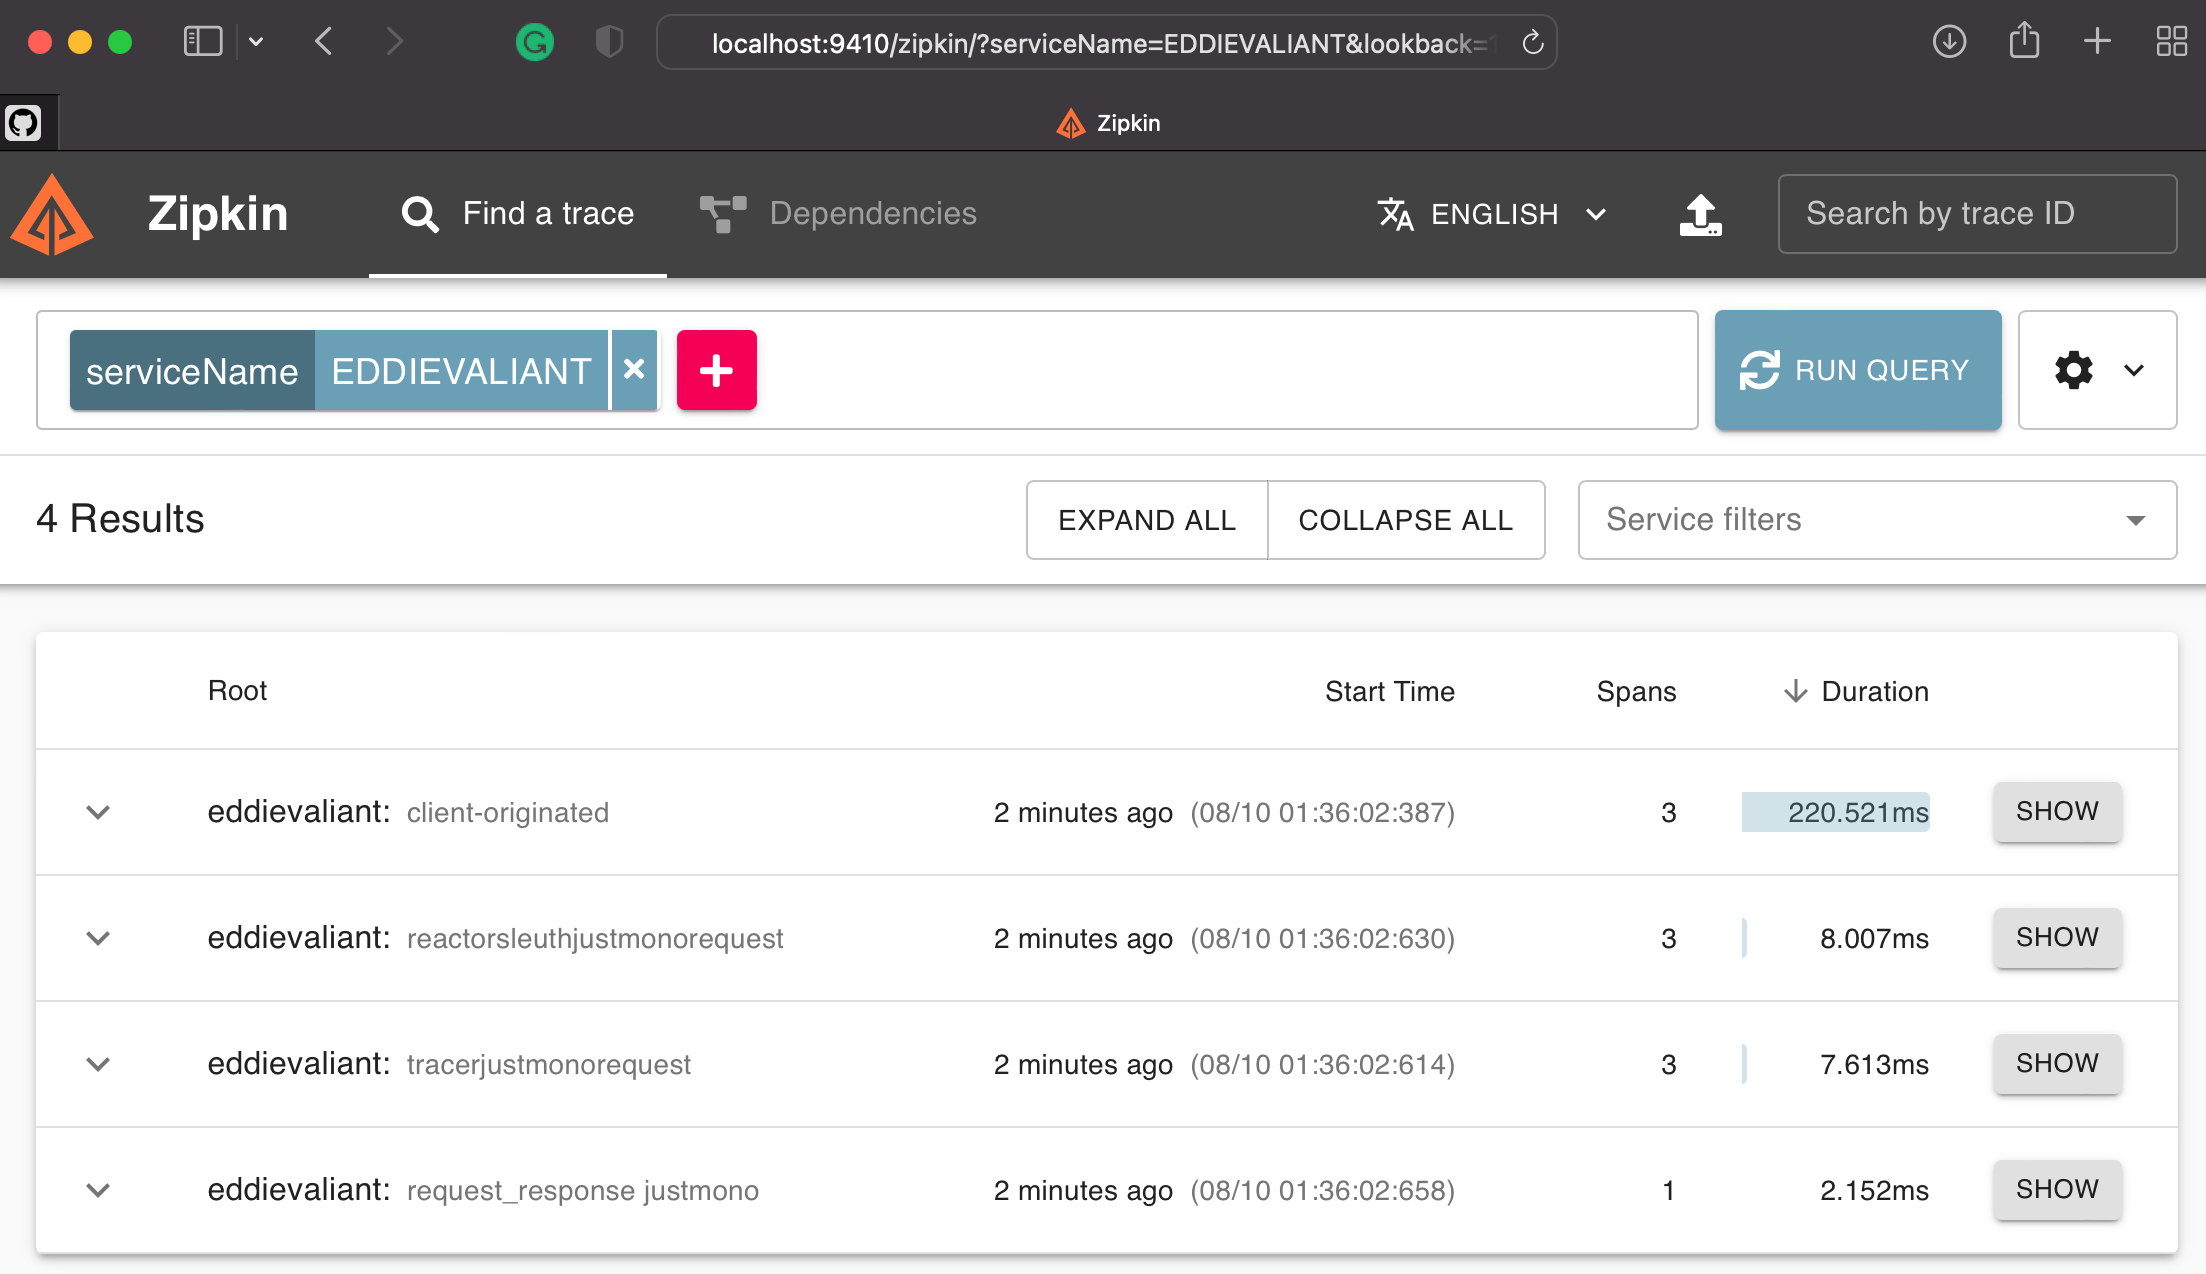 localhost:9410/zipkin/?serviceName=EDDIEVALIANT&lookback=
Zipkin
Zipkin Find a trace Dependencies ENGLISH Search by trace ID
serviceName EDDIEVALIANT RUN QUERY
4 Results EXPAND ALL COLLAPSE ALL Service filters
Root Start Time Spans Duration
eddievaliant: client-originated 2 minutes ago (08/10 01:36:02:387) 3 220.521ms SHOW
eddievaliant: reactorsleuthjustmonorequest 2 minutes ago (08/10 01:36:02:630) 3 8.007ms SHOW
eddievaliant: tracerjustmonorequest 2 minutes ago (08/10 01:36:02:614) 3 7.613ms SHOW
eddievaliant: request_response justmono 2 minutes ago (08/10 01:36:02:658) 1 2.152ms SHOW